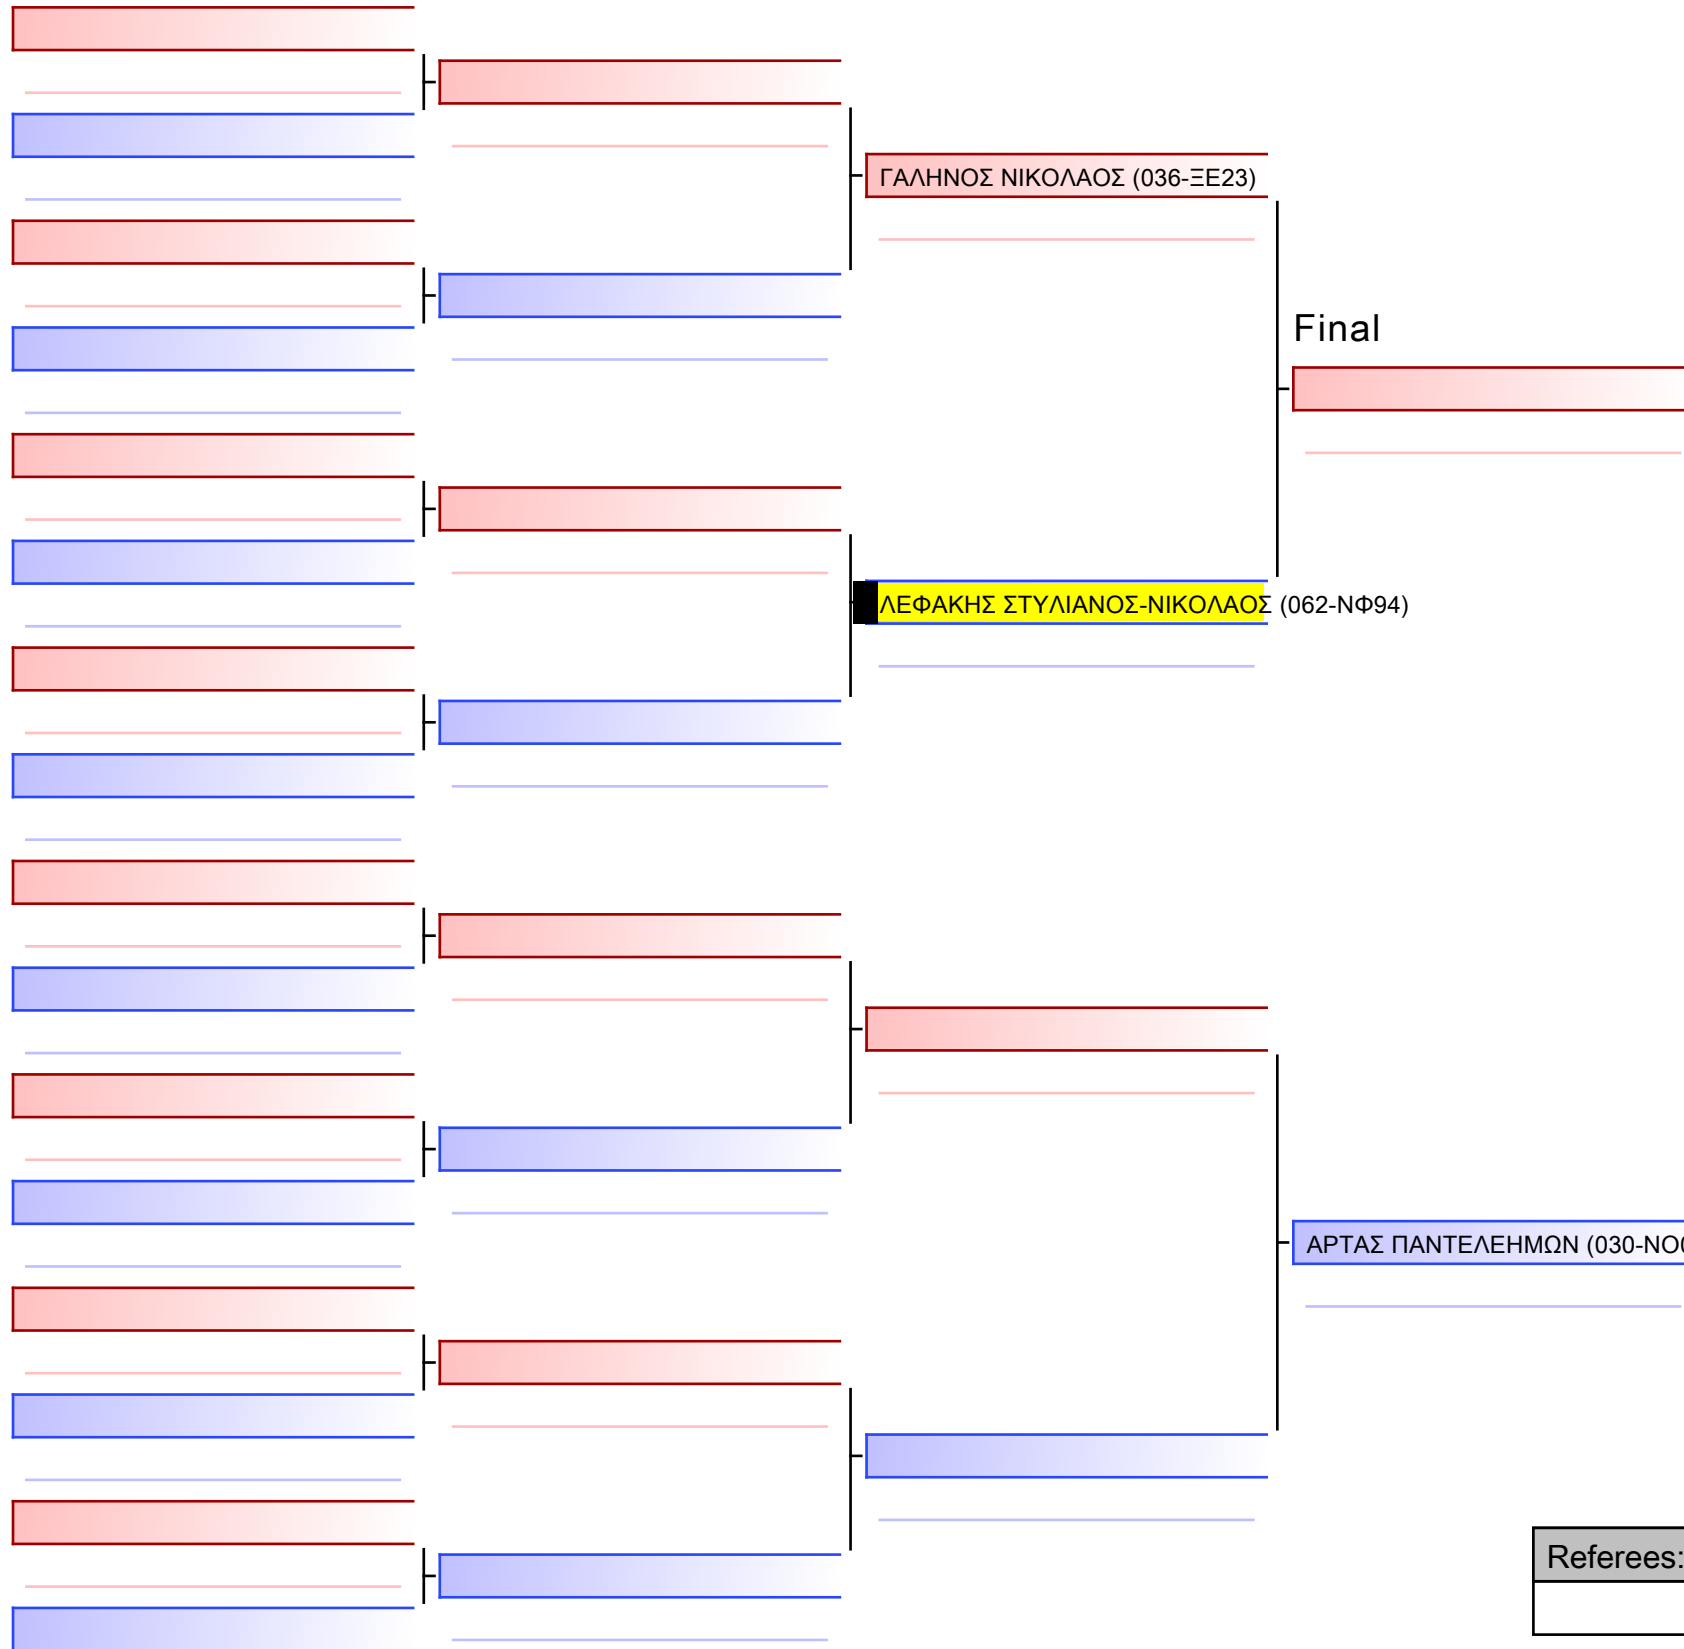 ΓΑΛΗΝΟΣ ΝΙΚΟΛΑΟΣ (036-ΞΕ23)
Final
ΛΕΦΑΚΗΣ ΣΤΥΛΙΑΝΟΣ-ΝΙΚΟΛΑΟΣ (062-ΝΦ94)
ΑΡΤΑΣ ΠΑΝΤΕΛΕΗΜΩΝ
Referees: